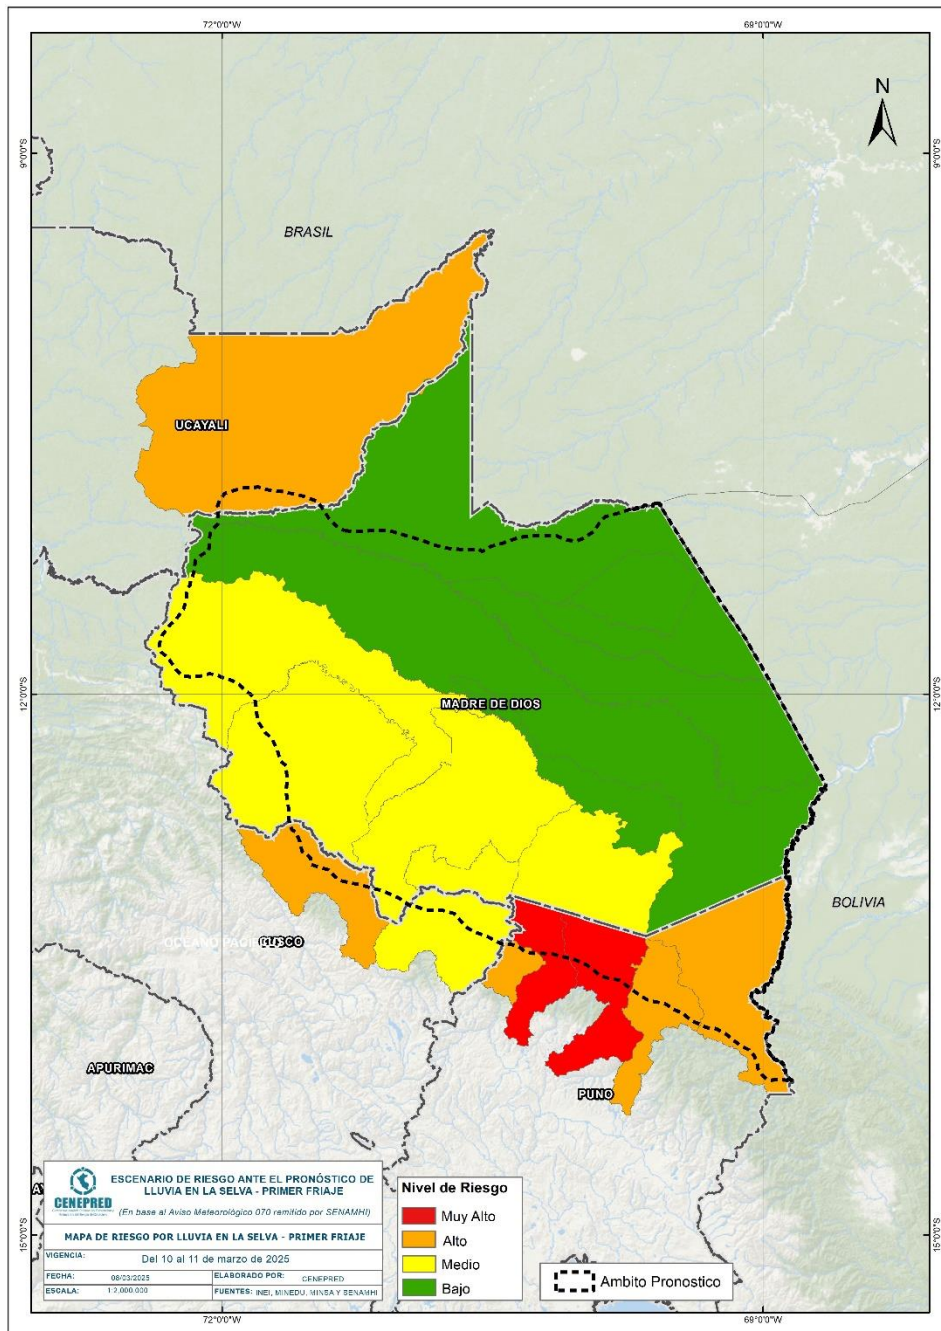 72°0'0"W
69°0'0"W
N
9°0'0"S
9°0'0"S
BRASIL
UCAYALI
12°0'0"S
12°0'0"S
MADRE DE DIOS
BOLIVIA
CUSCO
APURIMAC
PUNO
15°0'0"S
15°0'0"S
CENEPRED
ESCENARIO DE RIESGO ANTE EL PRONÓSTICO DE
LLUVIA EN LA SELVA - PRIMER FRIAJE
(En base al Aviso Meteorológico 070 remitido por SENAMHI)
MAPA DE RIESGO POR LLUVIA EN LA SELVA - PRIMER FRIAJE
VIGENCIA: Del 10 al 11 de marzo de 2025
FECHA: 08/03/2025 ELABORADO POR: CENEPRED
ESCALA: 1:2,000,000 FUENTES: INEI, MINEDU, MINSA Y SENAMHI
Nivel de Riesgo
Muy Alto
Alto
Medio
Bajo
Ambito Pronostico
72°0'0"W
69°0'0"W